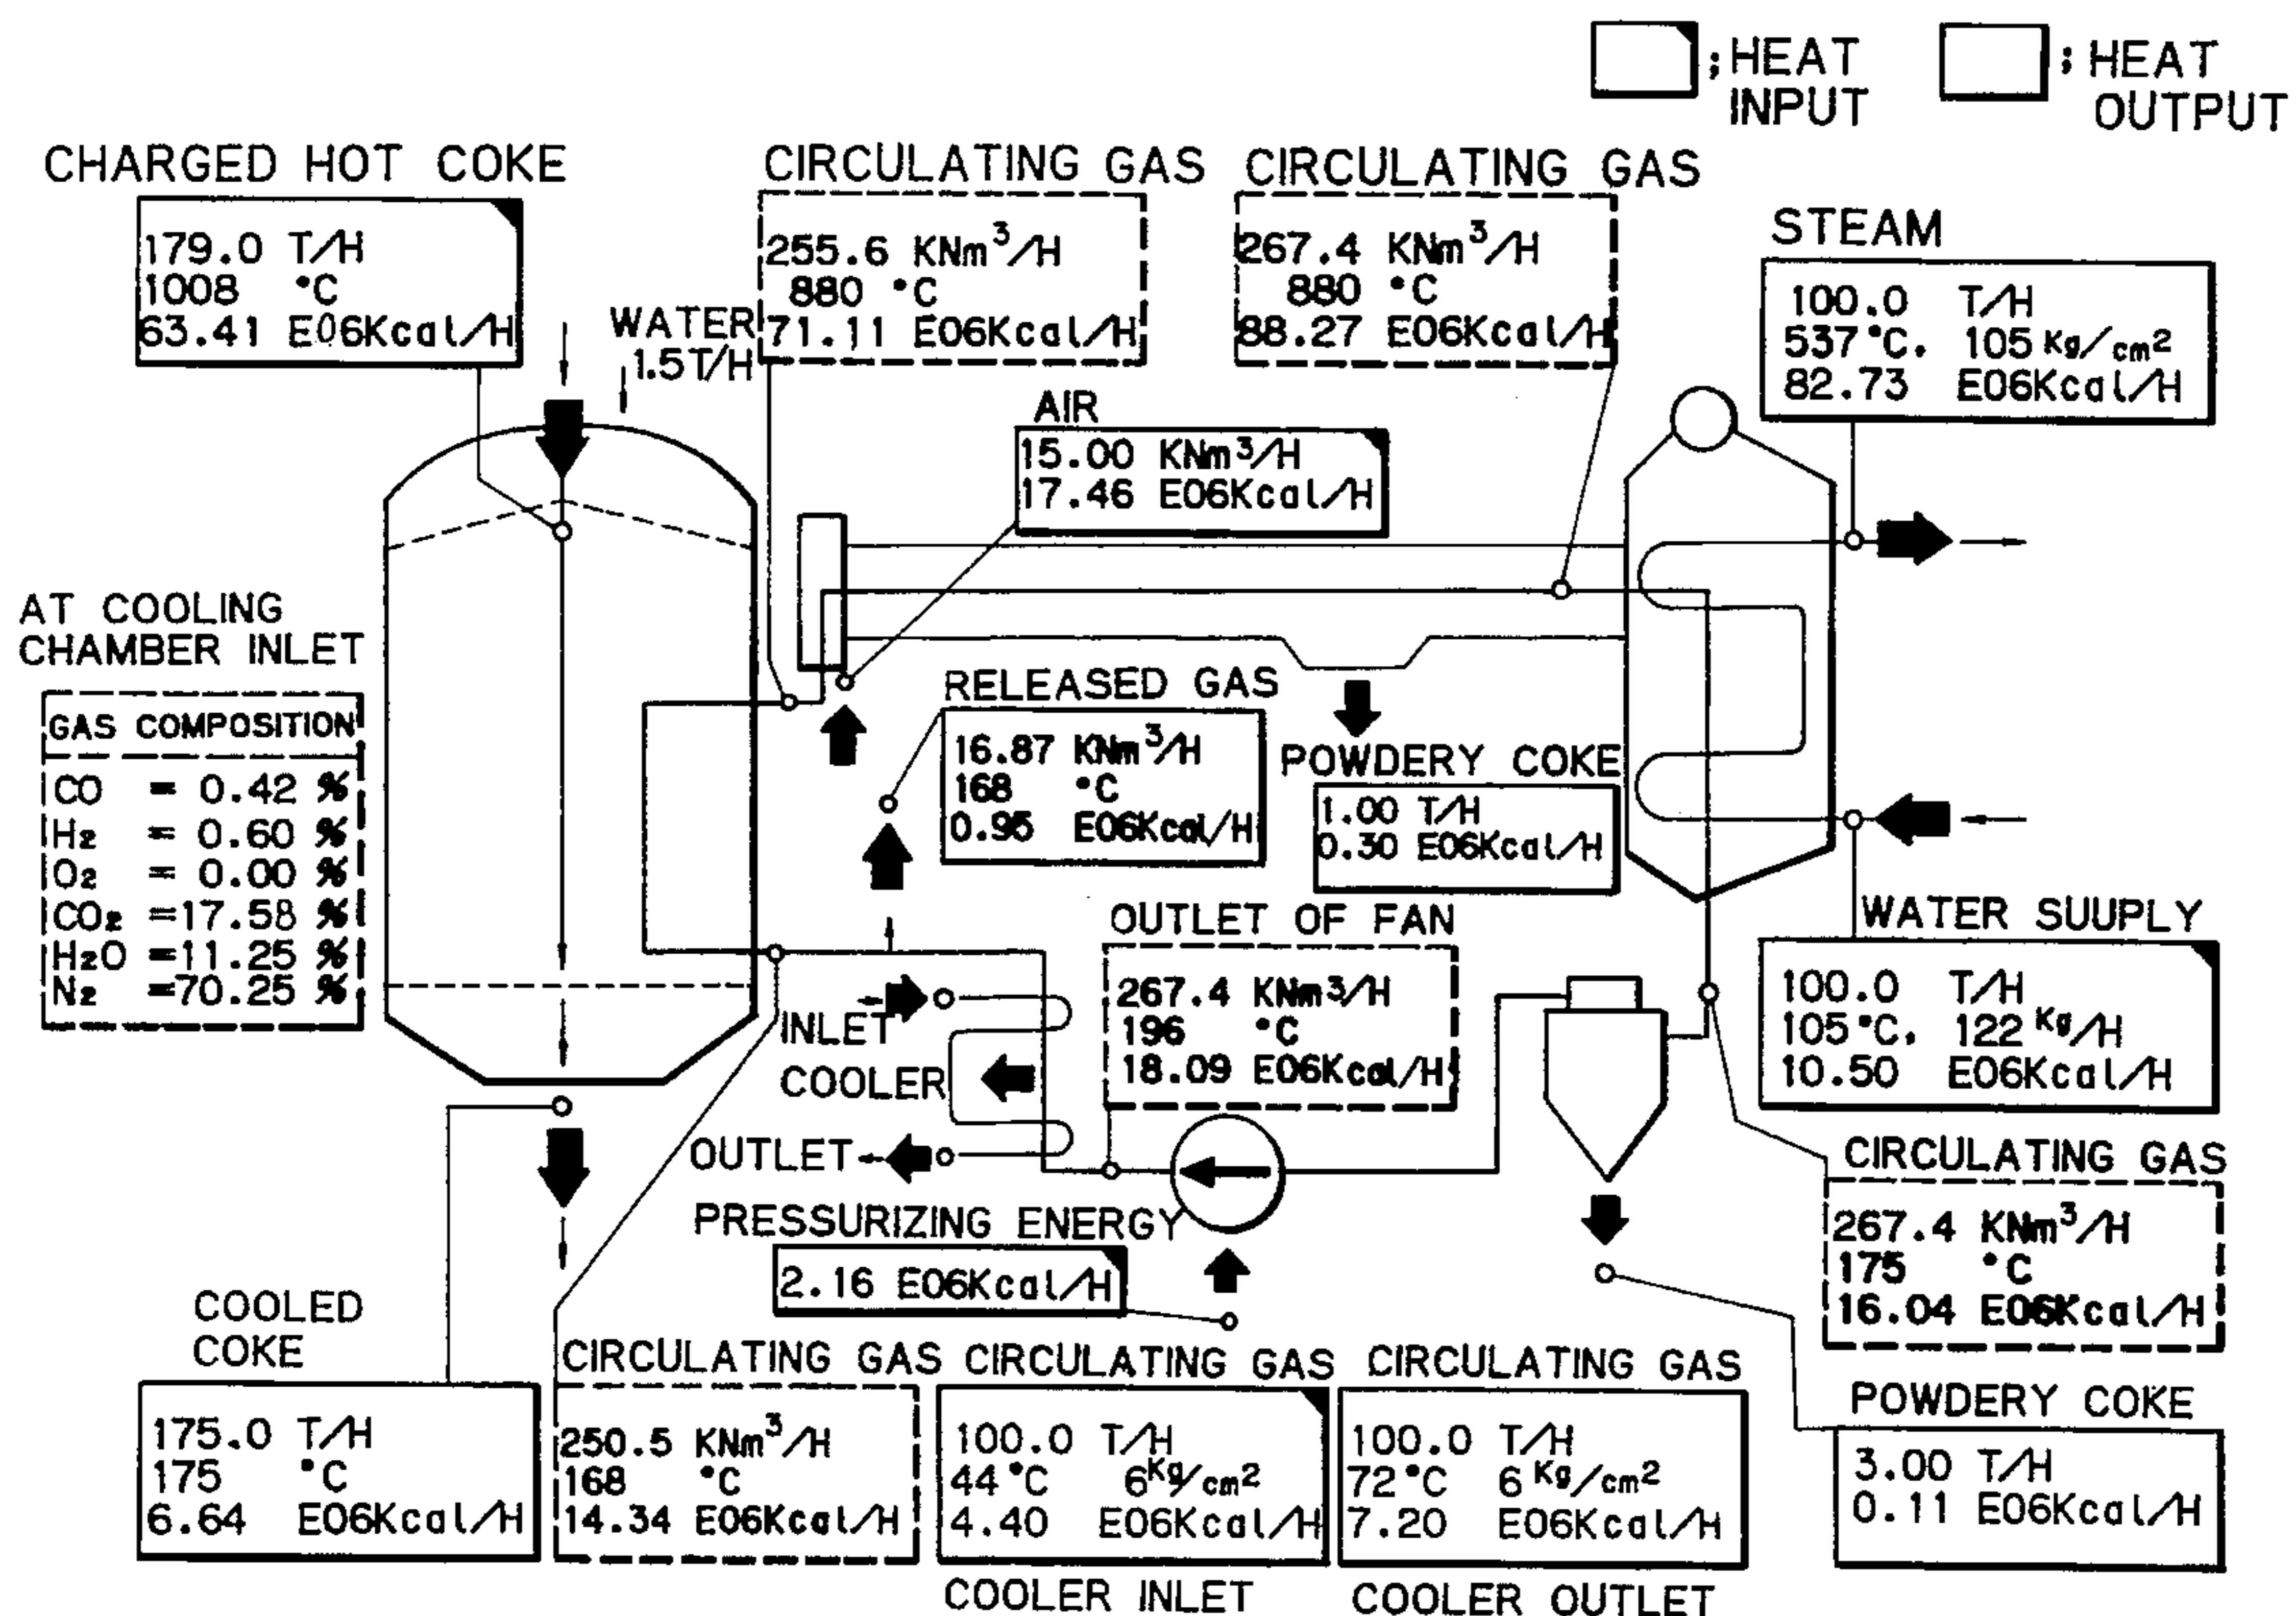 ;HEAT
INPUT
;HEAT
OUTPUT
CHARGED HOT COKE
179.0 T/H
1008 °C
63.41 E06Kcal/H
WATER
1.5T/H
CIRCULATING GAS
255.6 KNm³/H
880 °C
71.11 E06Kcal/H
CIRCULATING GAS
267.4 KNm³/H
880 °C
88.27 E06Kcal/H
STEAM
100.0 T/H
537°C. 105 Kg/cm²
82.73 E06Kcal/H
AIR
15.00 KNm³/H
17.46 E06Kcal/H
AT COOLING
CHAMBER INLET
GAS COMPOSITION
CO = 0.42 %
H₂ = 0.60 %
O₂ = 0.00 %
CO₂ =17.58 %
H₂O =11.25 %
N₂ =70.25 %
RELEASED GAS
16.87 KNm³/H
168 °C
0.95 E06Kcal/H
POWDERY COKE
1.00 T/H
0.30 E06Kcal/H
OUTLET OF FAN
267.4 KNm³/H
196 °C
18.09 E06Kcal/H
WATER SUUPLY
100.0 T/H
105°C. 122 Kg/H
10.50 E06Kcal/H
INLET
COOLER
OUTLET
PRESSURIZING ENERGY
2.16 E06Kcal/H
CIRCULATING GAS
267.4 KNm³/H
175 °C
16.04 E06Kcal/H
COOLED
COKE
175.0 T/H
175 °C
6.64 E06Kcal/H
CIRCULATING GAS
250.5 KNm³/H
168 °C
14.34 E06Kcal/H
CIRCULATING GAS
100.0 T/H
44°C 6Kg/cm²
4.40 E06Kcal/H
COOLER INLET
CIRCULATING GAS
100.0 T/H
72°C 6Kg/cm²
7.20 E06Kcal/H
COOLER OUTLET
POWDERY COKE
3.00 T/H
0.11 E06Kcal/H